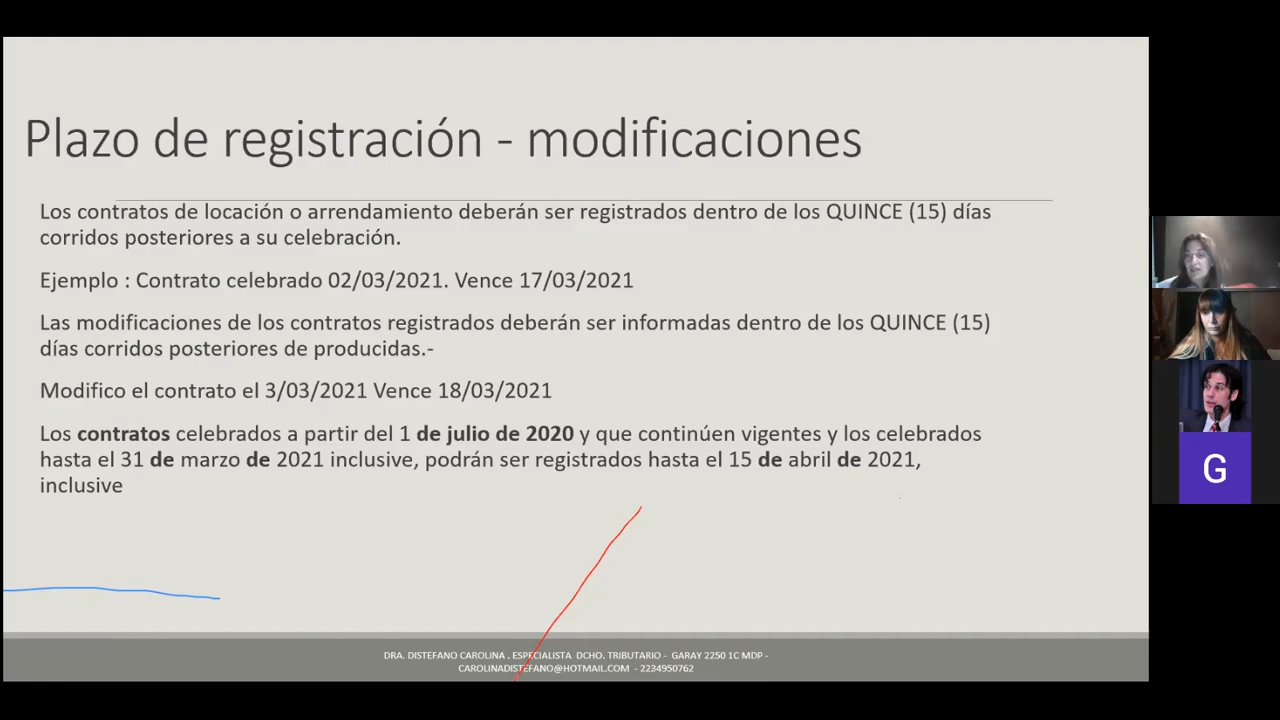 Plazo de registración - modificaciones
Los contratos de locación o arrendamiento deberán ser registrados dentro de los QUINCE (15) días
corridos posteriores a su celebración.
Ejemplo : Contrato celebrado 02/03/2021. Vence 17/03/2021
Las modificaciones de los contratos registrados deberán ser informadas dentro de los QUINCE (15)
días corridos posteriores de producidas.-
Modifico el contrato el 3/03/2021 Vence 18/03/2021
Los contratos celebrados a partir del 1 de julio de 2020 y que continúen vigentes y los celebrados
hasta el 31 de marzo de 2021 inclusive, podrán ser registrados hasta el 15 de abril de 2021,
inclusive
DRA. DISTEFANO CAROLINA . ESPECIALISTA DCHO. TRIBUTARIO - GARAY 2250 1C MDP -
CAROLINADISTEFANO@HOTMAIL.COM - 2234950762
G